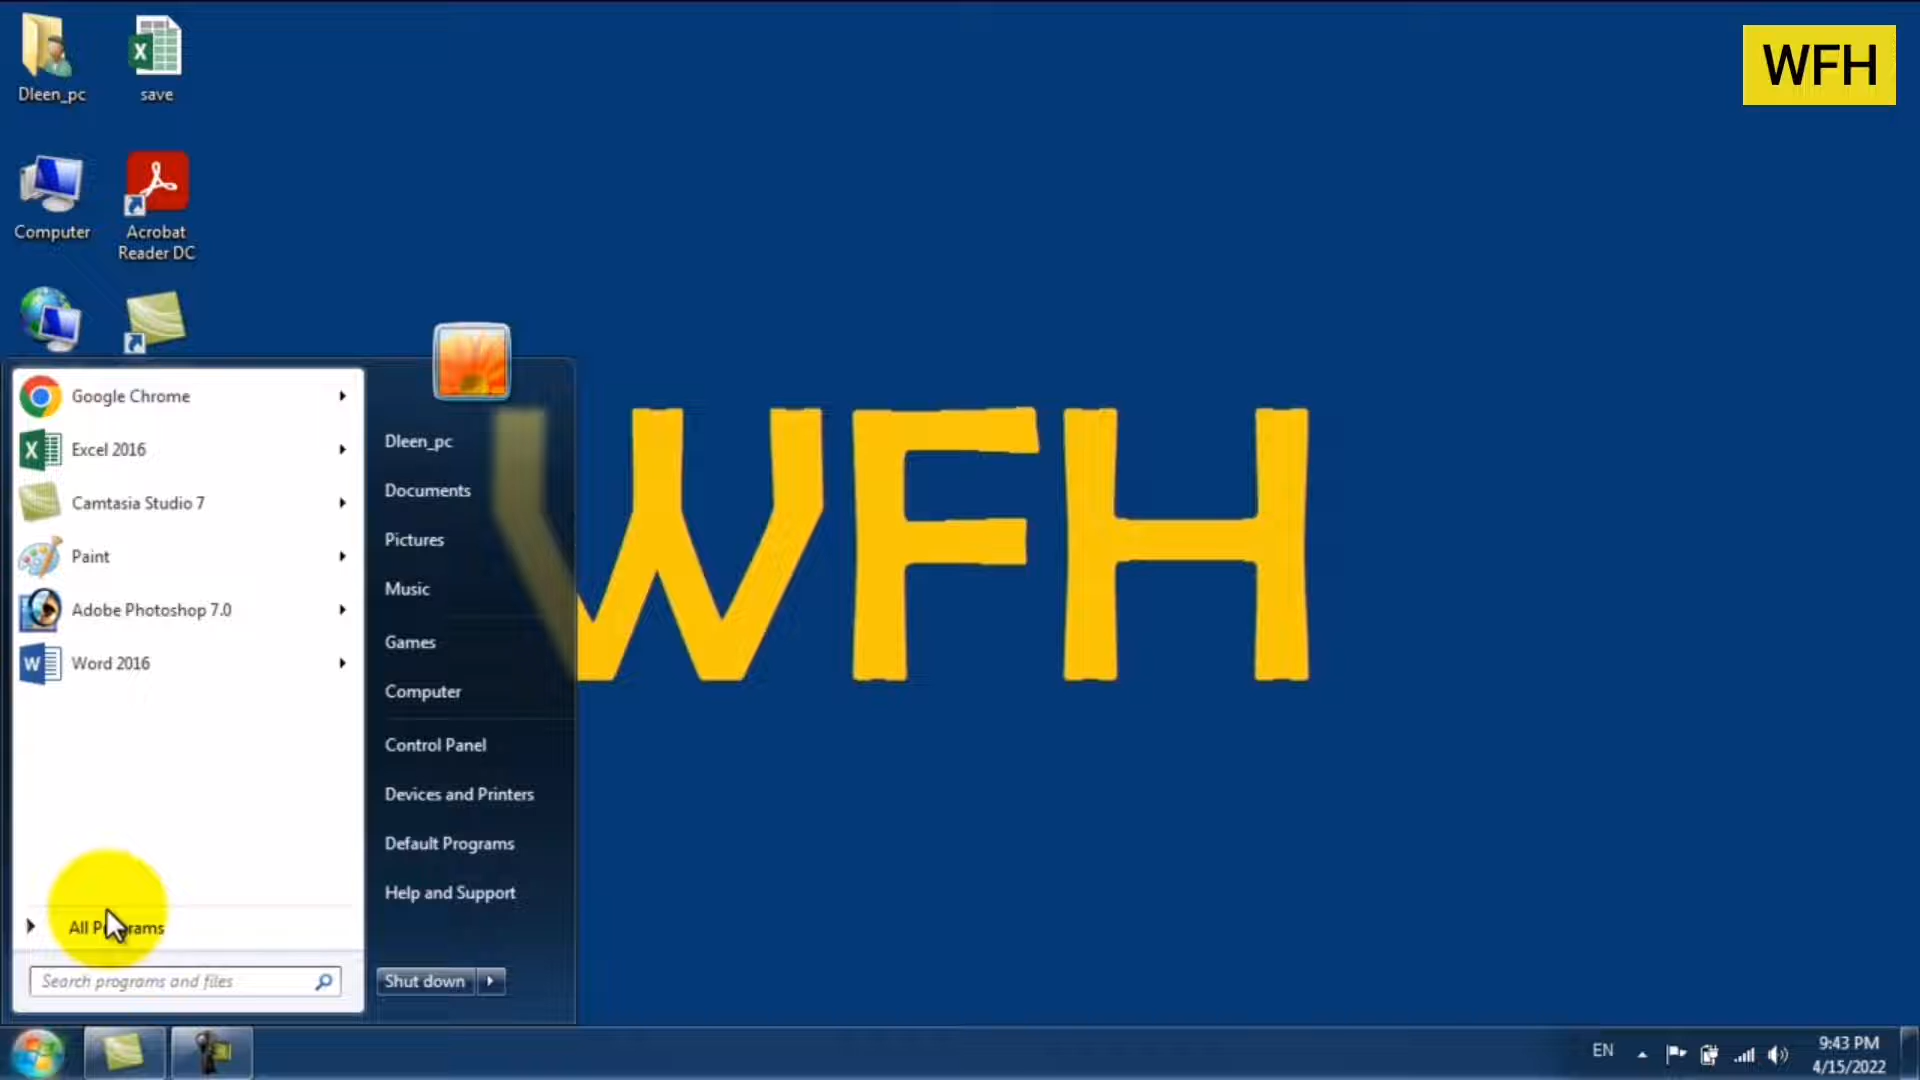 Dleen_pc
save
WFH
Computer
Acrobat
Reader DC
Google Chrome
Excel 2016
Camtasia Studio 7
Paint
Adobe Photoshop 7.0
Word 2016
All Programs
Search programs and files
Dleen_pc
Documents
Pictures
Music
Games
Computer
Control Panel
Devices and Printers
Default Programs
Help and Support
Shut down
WFH
EN
9:43 PM
4/15/2022